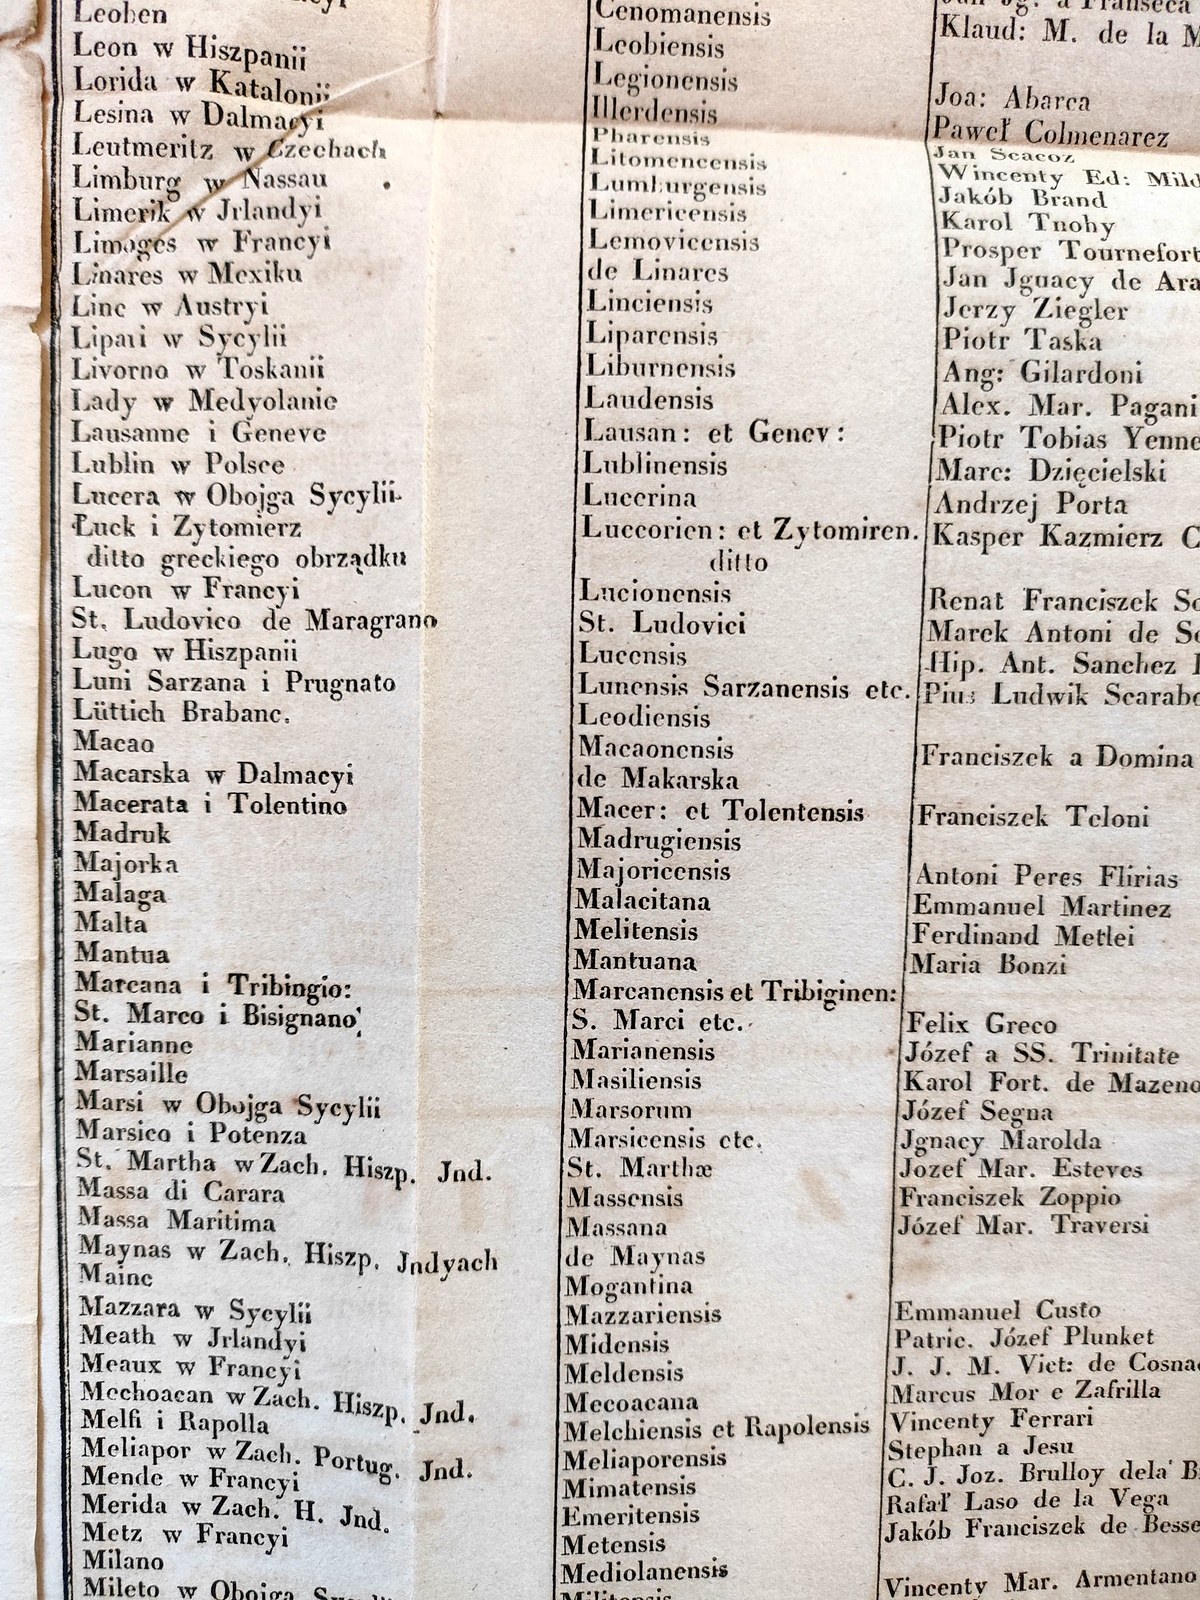 Leoben Cenomanensis
Leon w Hiszpanii Leobiensis Klaud: M. de la
Lorida w Katalonii Legionensis Joa: Abarca
Lesina w Dalmacyi Illerdensis Paweł Colmenarez
Leutmeritz w Czechach Pharensis Jan Scacoz
Limburg w Nassau Litomencensis Wincenty Ed:
Limerik w Jrlandyi Lumburgensis Jakób Brand
Limoges w Francyi Limericensis Karol Tnohy
Linares w Mexiku Lemovicensis Prosper Tournefort
Linc w Austryi de Linares Jan Jgnacy de
Lipari w Sycylii Linciensis Jerzy Ziegler
Livorno w Toskanii Liparensis Piotr Taska
Lady w Medyolanie Liburnensis Ang: Gilardoni
Lausanne i Geneve Laudensis Alex. Mar. Pagani
Lublin w Polsce Lausan: et Genev: Piotr Tobias Yenne
Lucera w Obojga Sycylii Lublinensis Marc: Dzięcielski
Łuck i Zytomierz Lucerina Andrzej Porta
ditto greckiego obrządku Luccorien: et Zytomiren. Kasper Kazmierz C
ditto
Lucon w Francyi Lucionensis Renat Franciszek
St. Ludovico de Maragrano St. Ludovici Marek Antoni de
Lugo w Hiszpanii Lucensis Hip. Ant. Sanchez
Luni Sarzana i Prugnato Lunensis Sarzanensis etc. Pius Ludwik
Lüttich Brabanc. Leodiensis
Macao Macaonensis Franciszek a Domina
Macarska w Dalmacyi de Makarska
Macerata i Tolentino Macer: et Tolentensis Franciszek Teloni
Madruk Madrugiensis
Majorka Majoricensis Antoni Peres Flirias
Malaga Malacitana Emmanuel Martinez
Malta Melitensis Ferdinand Metlei
Mantua Mantuana Maria Bonzi
Marcana i Tribingio: Marcanensis et Tribiginen:
St. Marco i Bisignano S. Marci etc. Felix Greco
Marianne Marianensis Józef a SS. Trinitate
Marsaille Masiliensis Karol Fort. de Mazeno
Marsi w Obojga Sycylii Marsorum Józef Segna
Marsico i Potenza Marsicensis etc. Jgnacy Marolda
St. Martha w Zach. Hiszp. Jnd. St. Marthæ Jozef Mar. Esteves
Massa di Carara Massensis Franciszek Zoppio
Massa Maritima Massana Józef Mar. Traversi
Maynas w Zach. Hiszp. Jndyach de Maynas
Mainc Mogantina
Mazzara w Sycylii Mazzariensis Emmanuel Custo
Meath w Jrlandyi Midensis Patric. Józef Plunket
Meaux w Francyi Meldensis J. J. M. Vict: de Cosnac
Mechoacan w Zach. Hiszp. Jnd. Mecoacana Marcus Mor e Zafrilla
Melfi i Rapolla Melchiensis et Rapolensis Vincenty Ferrari
Meliapor w Zach. Portug. Jnd. Meliaporensis Stephan a Jesu
Mende w Francyi Mimatensis C. J. Joz. Brulloy dela
Merida w Zach. H. Jnd. Emeritensis Rafał Laso de la Vega
Metz w Francyi Metensis Jakób Franciszek de Besse
Milano Mediolanensis
Mileto w Obojga Vincenty Mar. Armentano